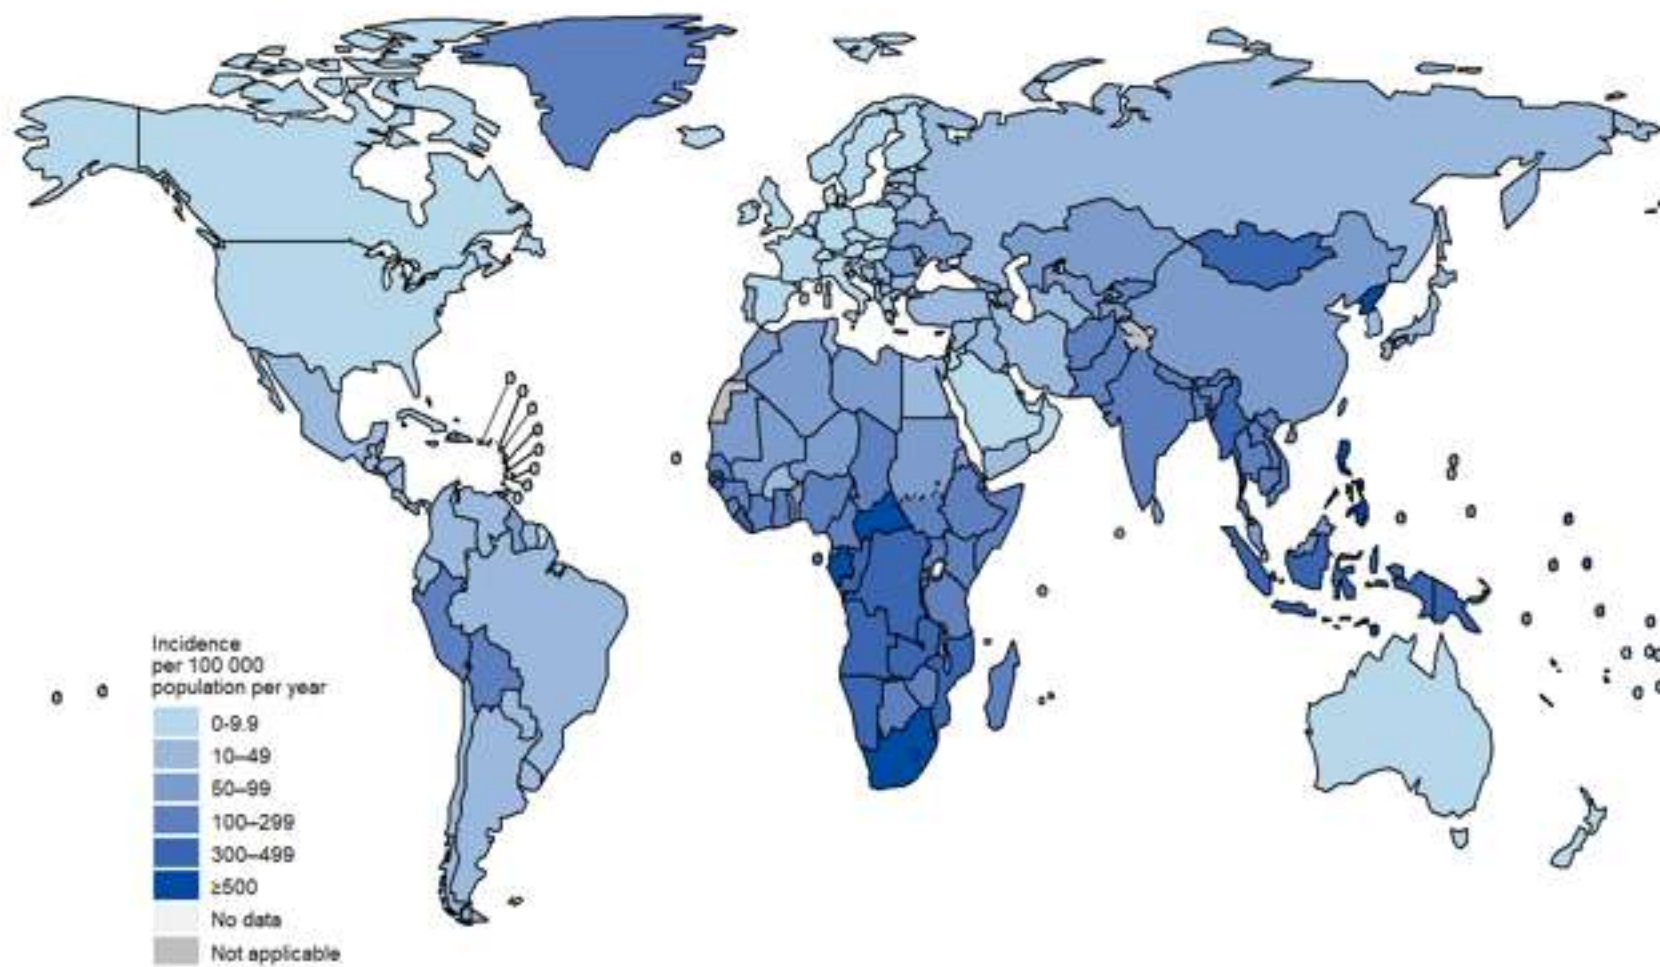 Incidence
per 100 000
population per year
0-9.9
10–49
50–99
100–299
300–499
≥500
No data
Not applicable